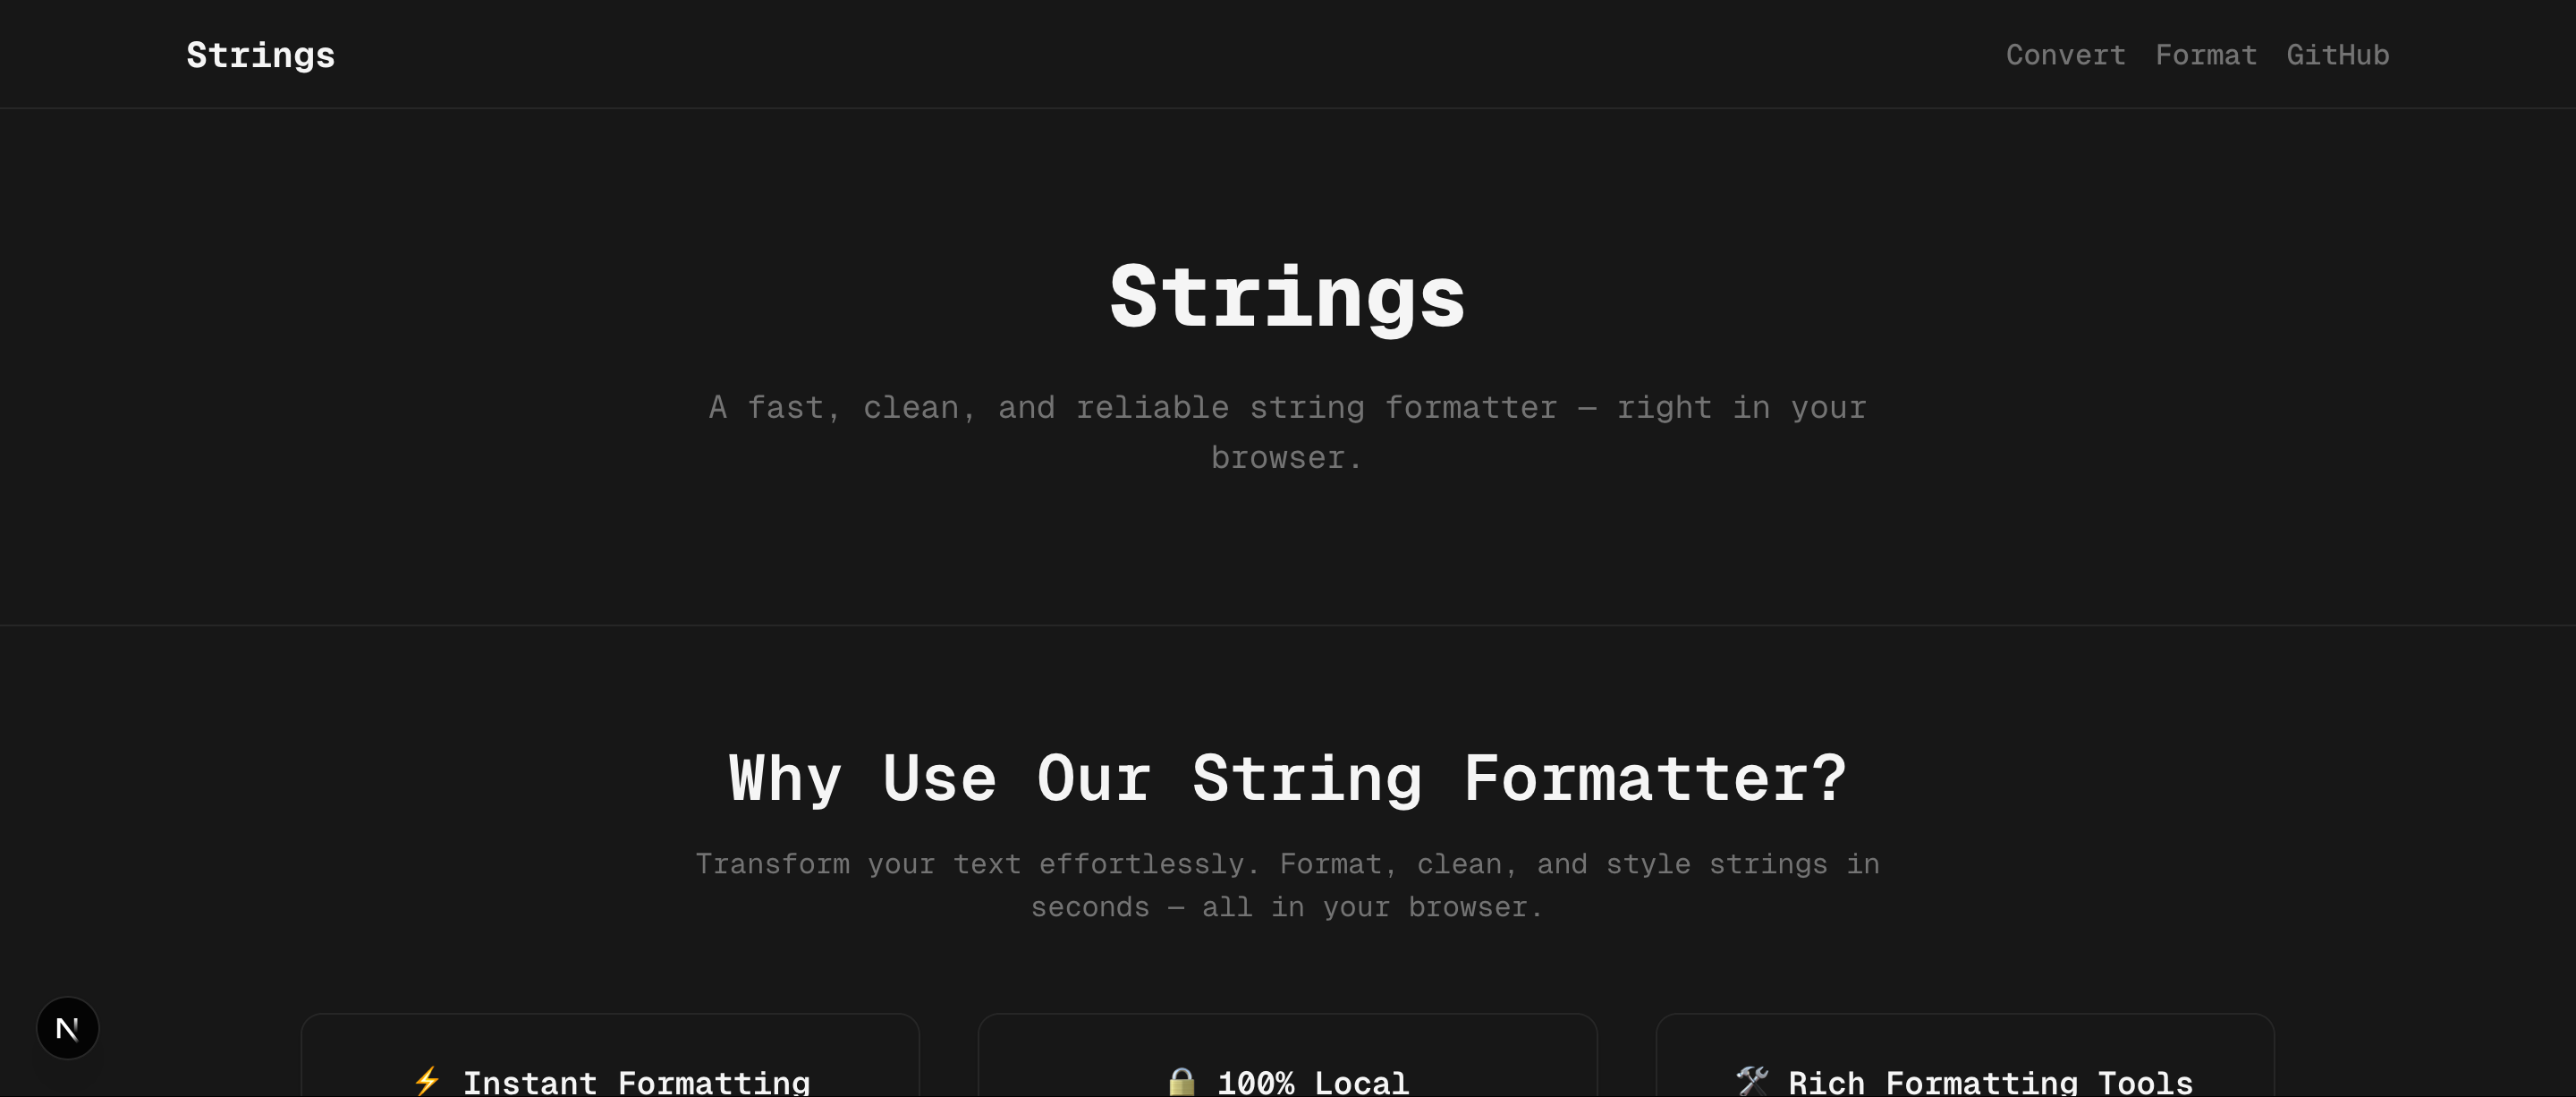 Strings
Convert Format GitHub
Strings
A fast, clean, and reliable string formatter — right in your
browser.
Why Use Our String Formatter?
Transform your text effortlessly. Format, clean, and style strings in
seconds — all in your browser.
N
⚡ Instant Formatting
🔒 100% Local
🛠️ Rich Formatting Tools